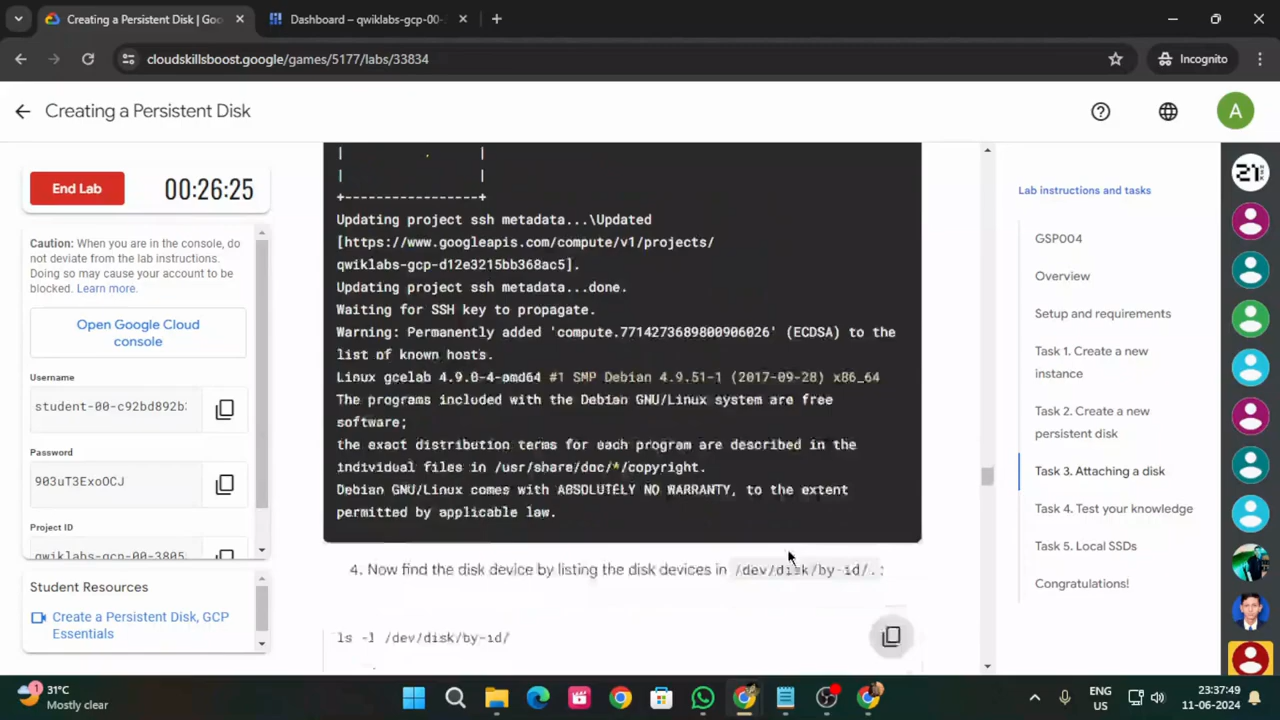 Creating a Persistent Disk | Goo
Dashboard – qwiklabs-gcp-00-
cloudskillsboost.google/games/5177/labs/33834
Incognito
Creating a Persistent Disk
A
End Lab
00:26:25
Caution: When you are in the console, do
not deviate from the lab instructions.
Doing so may cause your account to be
blocked. Learn more.
Open Google Cloud
console
Username
student-00-c92bd892b
Password
903uT3ExoOCJ
Project ID
qwiklabs-gcp-00-3805
Student Resources
Create a Persistent Disk, GCP
Essentials
|                |
|                |
+-----------------+
Updating project ssh metadata...\Updated
[https://www.googleapis.com/compute/v1/projects/
qwiklabs-gcp-d12e3215bb368ac5].
Updating project ssh metadata...done.
Waiting for SSH key to propagate.
Warning: Permanently added 'compute.7714273689800906026' (ECDSA) to the
list of known hosts.
Linux gcelab 4.9.0-4-amd64 #1 SMP Debian 4.9.51-1 (2017-09-28) x86_64
The programs included with the Debian GNU/Linux system are free
software;
the exact distribution terms for each program are described in the
individual files in /usr/share/doc/*/copyright.
Debian GNU/Linux comes with ABSOLUTELY NO WARRANTY, to the extent
permitted by applicable law.
4. Now find the disk device by listing the disk devices in /dev/disk/by-id/. :
ls -l /dev/disk/by-id/
Lab instructions and tasks
GSP004
Overview
Setup and requirements
Task 1. Create a new
instance
Task 2. Create a new
persistent disk
Task 3. Attaching a disk
Task 4. Test your knowledge
Task 5. Local SSDs
Congratulations!
1
31°C
Mostly clear
ENG
US
23:37:49
11-06-2024